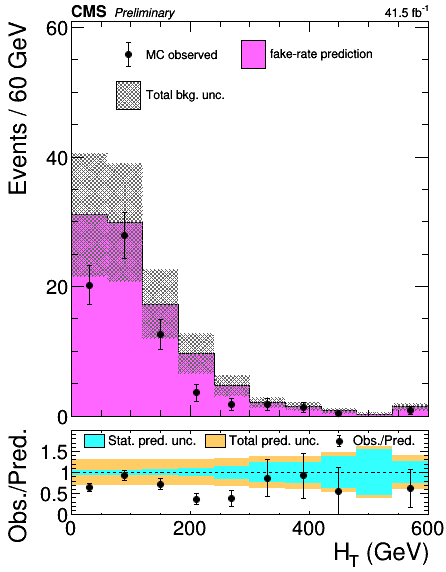 CMS Preliminary 41.5 fb⁻¹
Events / 60 GeV
60
40
20
0
MC observed
fake-rate prediction
Total bkg. unc.
Obs./Pred.
1.5
1
0.5
0
Stat. pred. unc. Total pred. unc. Obs./Pred.
0 200 400 600
H_T (GeV)